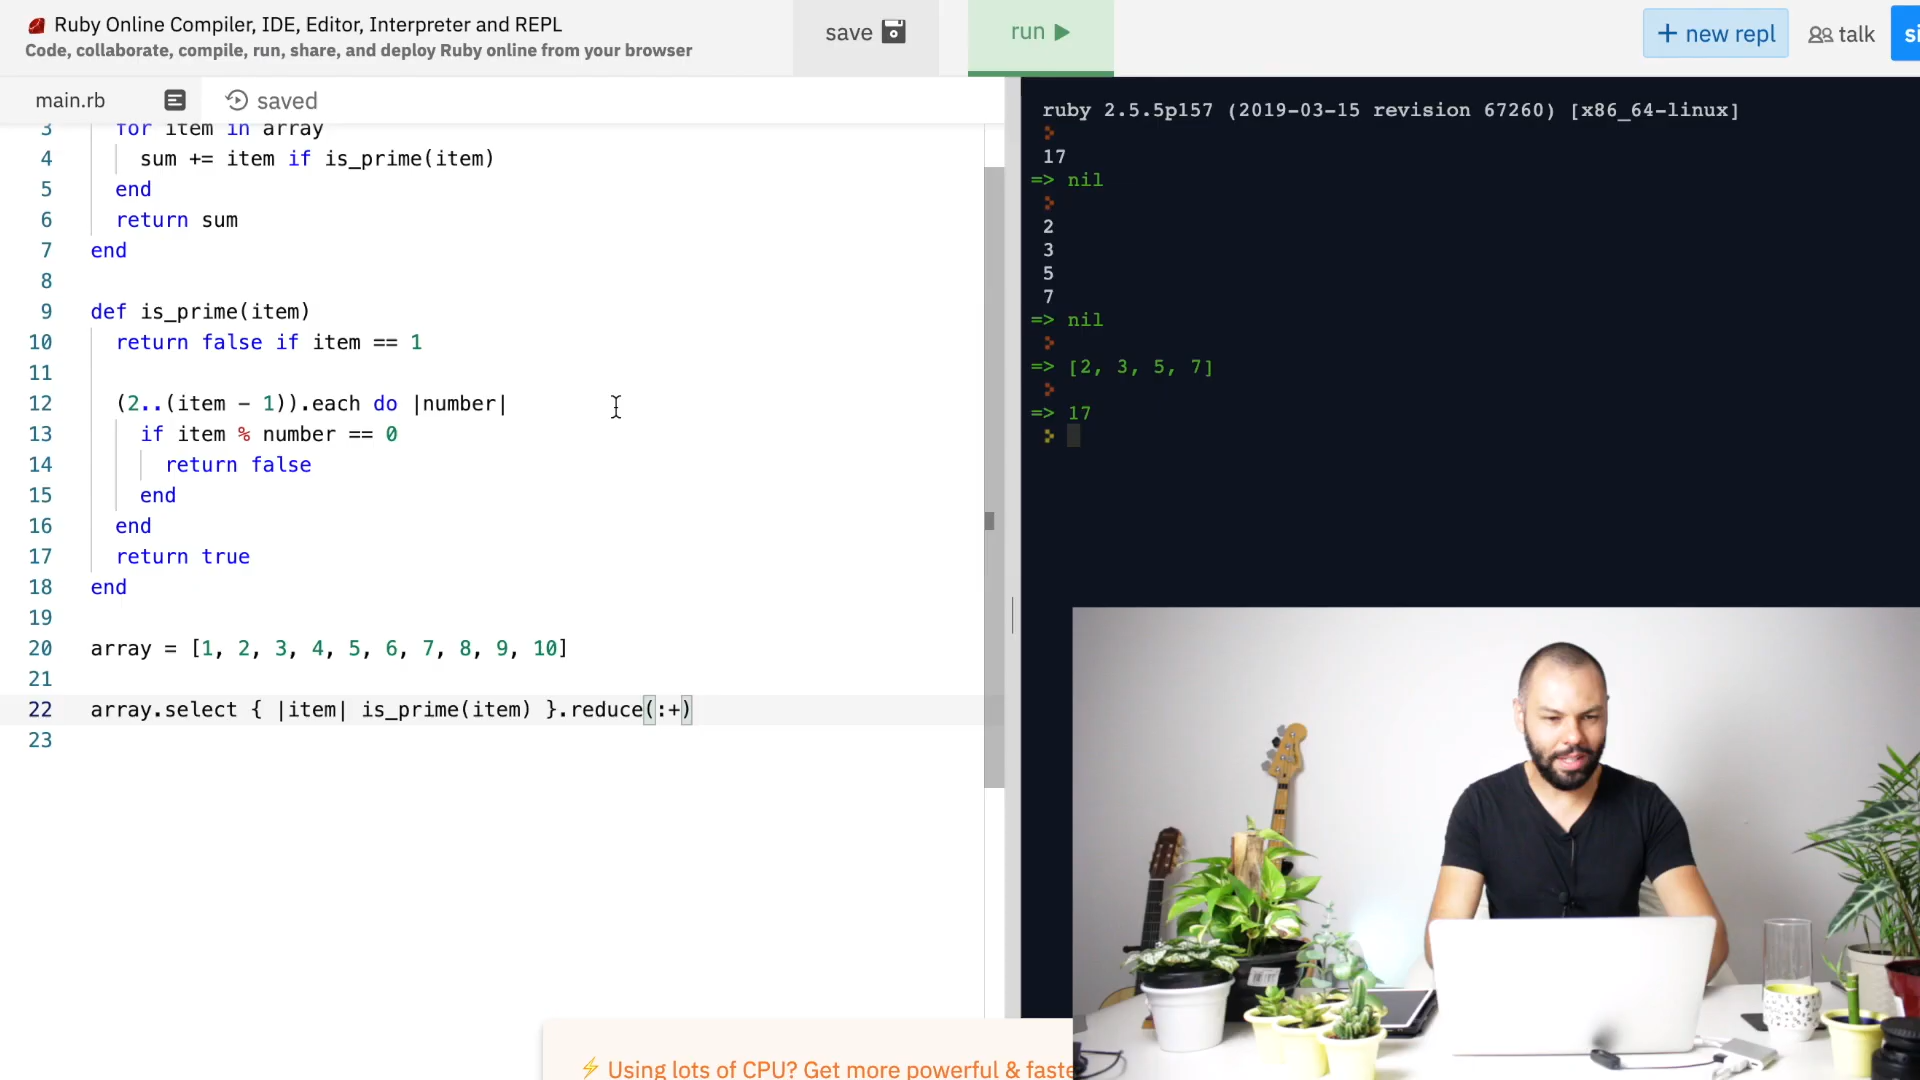 Ruby Online Compiler, IDE, Editor, Interpreter and REPL
Code, collaborate, compile, run, share, and deploy Ruby online from your browser
save
run
+ new repl
talk
si
main.rb
saved
3 for item in array
4 sum += item if is_prime(item)
5 end
6 return sum
7 end
8
9 def is_prime(item)
10 return false if item == 1
11
12 (2..(item - 1)).each do |number|
13 if item % number == 0
14 return false
15 end
16 end
17 return true
18 end
19
20 array = [1, 2, 3, 4, 5, 6, 7, 8, 9, 10]
21
22 array.select { |item| is_prime(item) }.reduce(:+)
23
ruby 2.5.5p157 (2019-03-15 revision 67260) [x86_64-linux]
17
=> nil
2
3
5
7
=> nil
=> [2, 3, 5, 7]
=> 17
⚡ Using lots of CPU? Get more powerful & faste